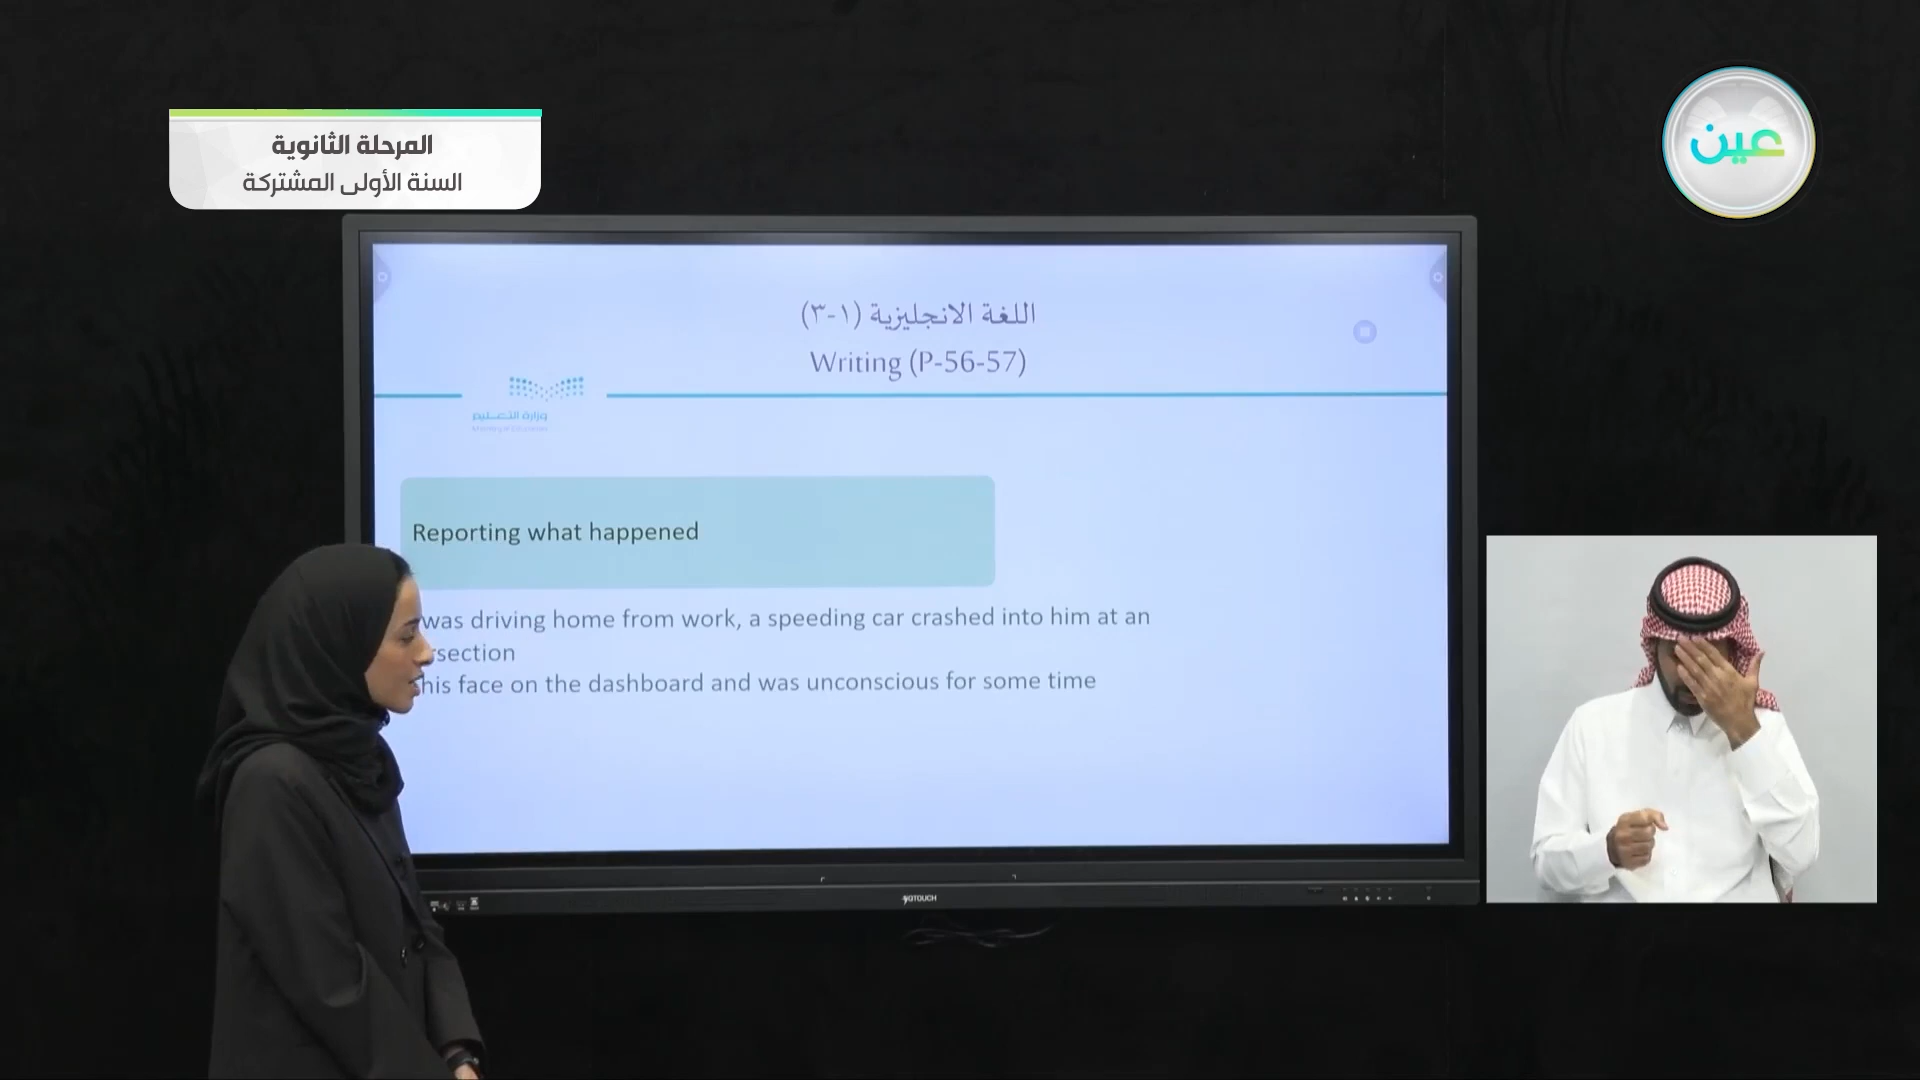 المرحلة الثانوية
السنة الأولى المشتركة
عين
اللغة الانجليزية (١-٣)
Writing (P-56-57)
وزارة التعليم
Ministry of Education
Reporting what happened
was driving home from work, a speeding car crashed into him at an
rsection
his face on the dashboard and was unconscious for some time
TOUCH